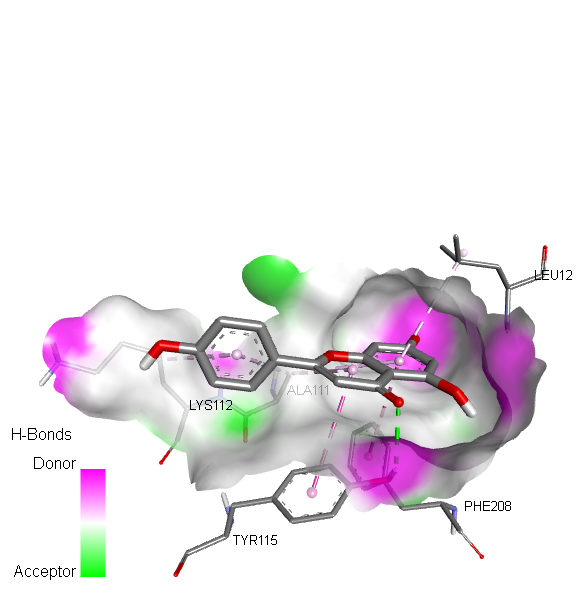 LEU12
ALA111
LYS112
H-Bonds
Donor
PHE208
TYR115
Acceptor